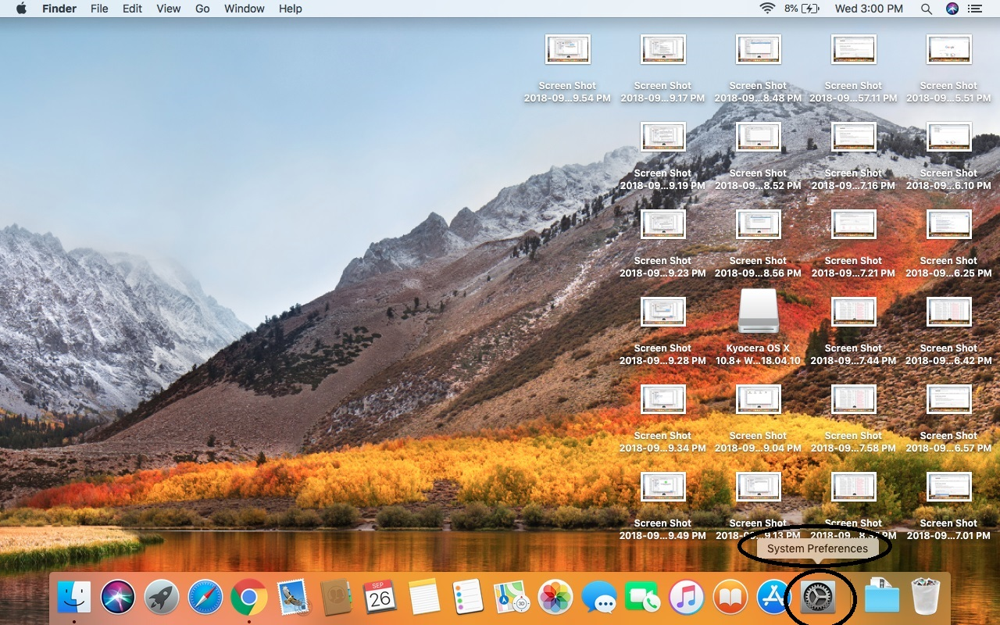 Finder File Edit View Go Window Help 8% Wed 3:00 PM
Screen Shot Screen Shot Screen Shot Screen Shot Screen Shot
2018-09...9.54 PM 2018-09...9.17 PM 2018-09...8.48 PM 2018-09...57.11 PM 2018-09...5.51 PM
Screen Shot Screen Shot Screen Shot Screen Shot
2018-09...9.19 PM 2018-09...8.52 PM 2018-09...7.16 PM 2018-09...6.10 PM
Screen Shot Screen Shot Screen Shot Screen Shot
2018-09...9.23 PM 2018-09...8.56 PM 2018-09...7.21 PM 2018-09...6.25 PM
Screen Shot Kyocera OS X Screen Shot Screen Shot
2018-09...9.28 PM 10.8+ W...18.04.10 2018-09...7.44 PM 2018-09...6.42 PM
Screen Shot Screen Shot Screen Shot Screen Shot
2018-09...9.34 PM 2018-09...9.04 PM 2018-09...7.58 PM 2018-09...6.57 PM
Screen Shot Screen Shot Screen Shot Screen Shot
2018-09...9.49 PM 2018-09...9.13 PM 2018-09... PM 2018-09...7.01 PM
System Preferences
SEP
26
3D